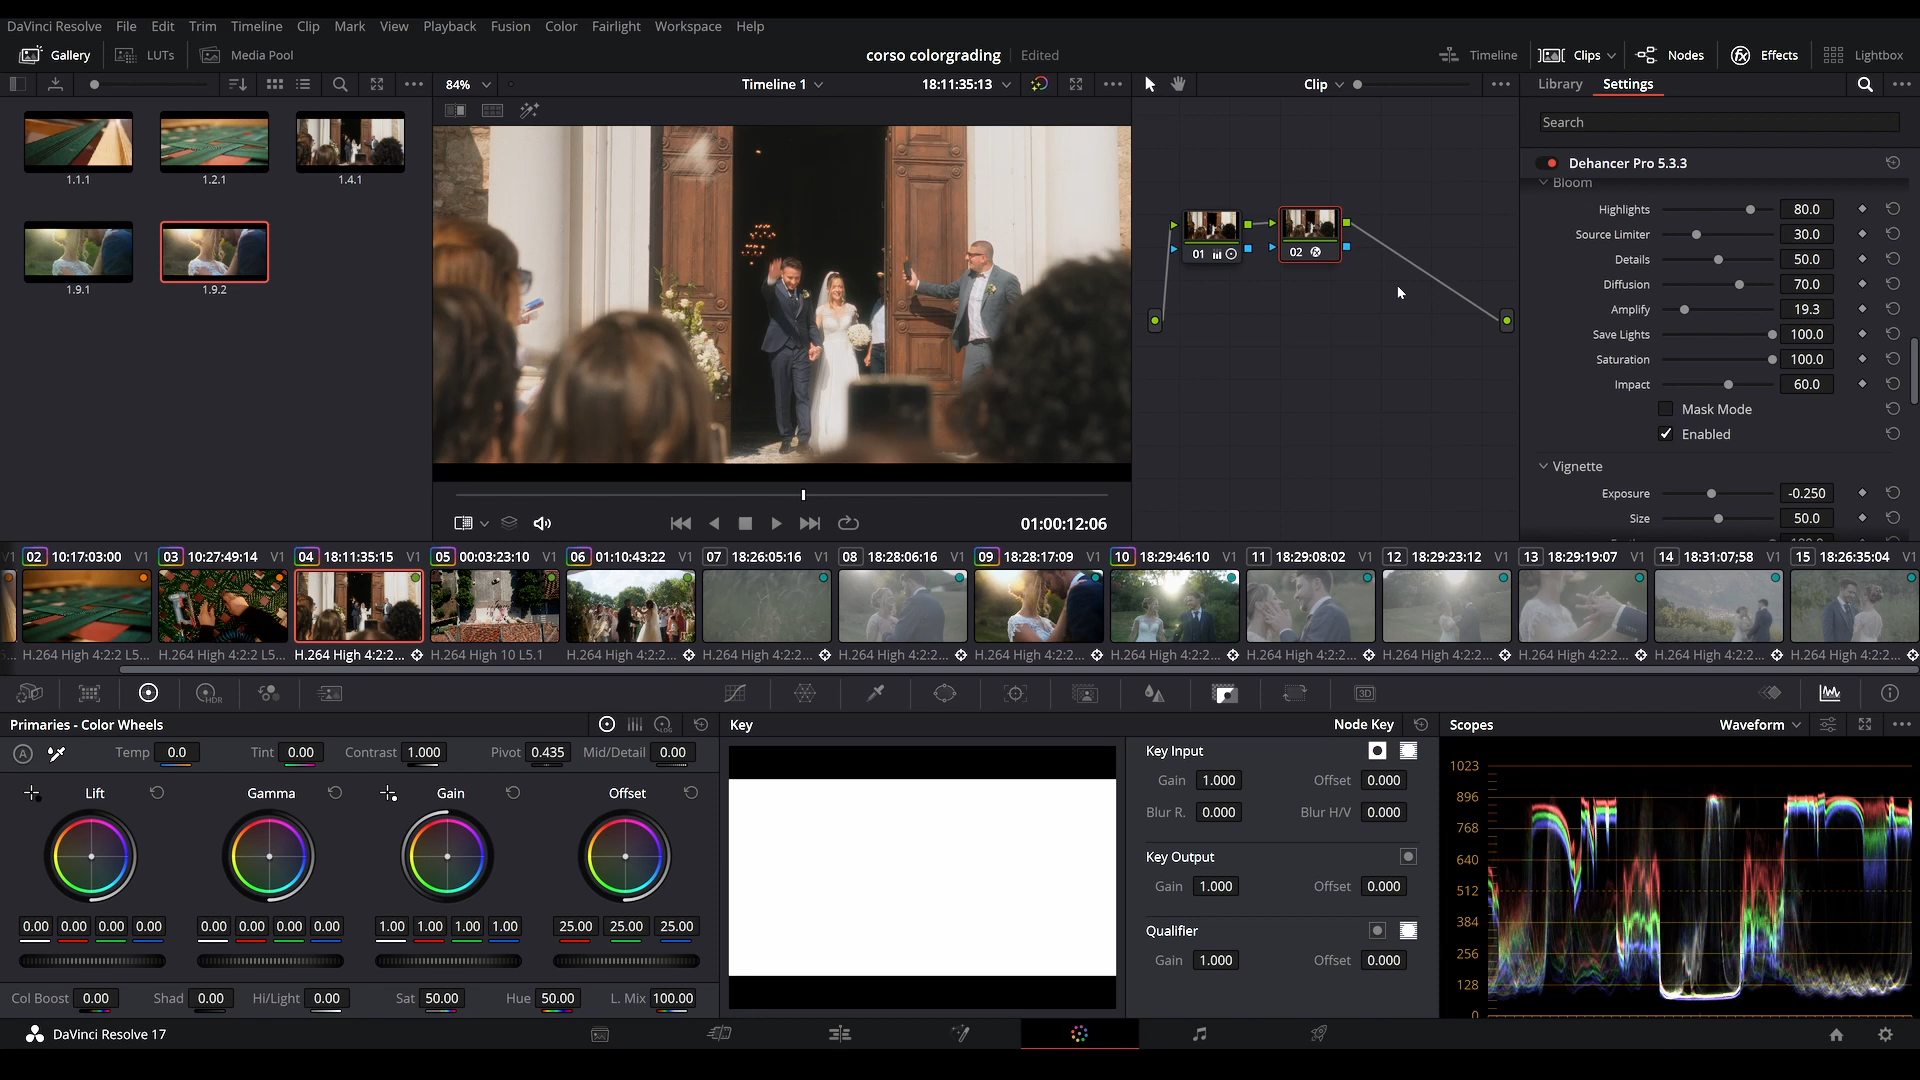 DaVinci Resolve File Edit Trim Timeline Clip Mark View Playback Fusion Color Fairlight Workspace Help
Gallery LUTs Media Pool corso colorgrading Edited Timeline Clips Nodes Effects Lightbox
84% Timeline 1 18:11:35:13 Clip Library Settings
Search
Dehancer Pro 5.3.3
1.1.1 1.2.1 1.4.1
1.9.1 1.9.2
01 02
Bloom
Highlights 80.0
Source Limiter 30.0
Details 50.0
Diffusion 70.0
Amplify 19.3
Save Lights 100.0
Saturation 100.0
Impact 60.0
Mask Mode
Enabled
Vignette
Exposure -0.250
Size 50.0
01:00:12:06
V1 02 10:17:03:00 V1 03 10:27:49:14 V1 04 18:11:35:15 V1 05 00:03:23:10 V1 06 01:10:43:22 V1 07 18:26:05:16 V1 08 18:28:06:16 V1 09 18:28:17:09 V1 10 18:29:46:10 V1 11 18:29:08:02 V1 12 18:29:23:12 V1 13 18:29:19:07 V1 14 18:31:07;58 V1 15 18:26:35:04 V1
5... H.264 High 4:2:2 L5... H.264 High 4:2:2 L5... H.264 High 4:2:2... H.264 High 10 L5.1 H.264 High 4:2:2... H.264 High 4:2:2... H.264 High 4:2:2... H.264 High 4:2:2... H.264 High 4:2:2... H.264 High 4:2:2... H.264 High 4:2:2... H.264 High 4:2:2... H.264 High 4:2:2... H.264 High 4:2:2...
HDR 3D
Primaries - Color Wheels LOG
A Temp 0.0 Tint 0.00 Contrast 1.000 Pivot 0.435 Mid/Detail 0.00
Lift Gamma Gain Offset
0.00 0.00 0.00 0.00 0.00 0.00 0.00 0.00 1.00 1.00 1.00 1.00 25.00 25.00 25.00
Col Boost 0.00 Shad 0.00 Hi/Light 0.00 Sat 50.00 Hue 50.00 L. Mix 100.00
Key Node Key
Key Input
Gain 1.000 Offset 0.000
Blur R. 0.000 Blur H/V 0.000
Key Output
Gain 1.000 Offset 0.000
Qualifier
Gain 1.000 Offset 0.000
Scopes Waveform
1023
896
768
640
512
384
256
128
0
DaVinci Resolve 17